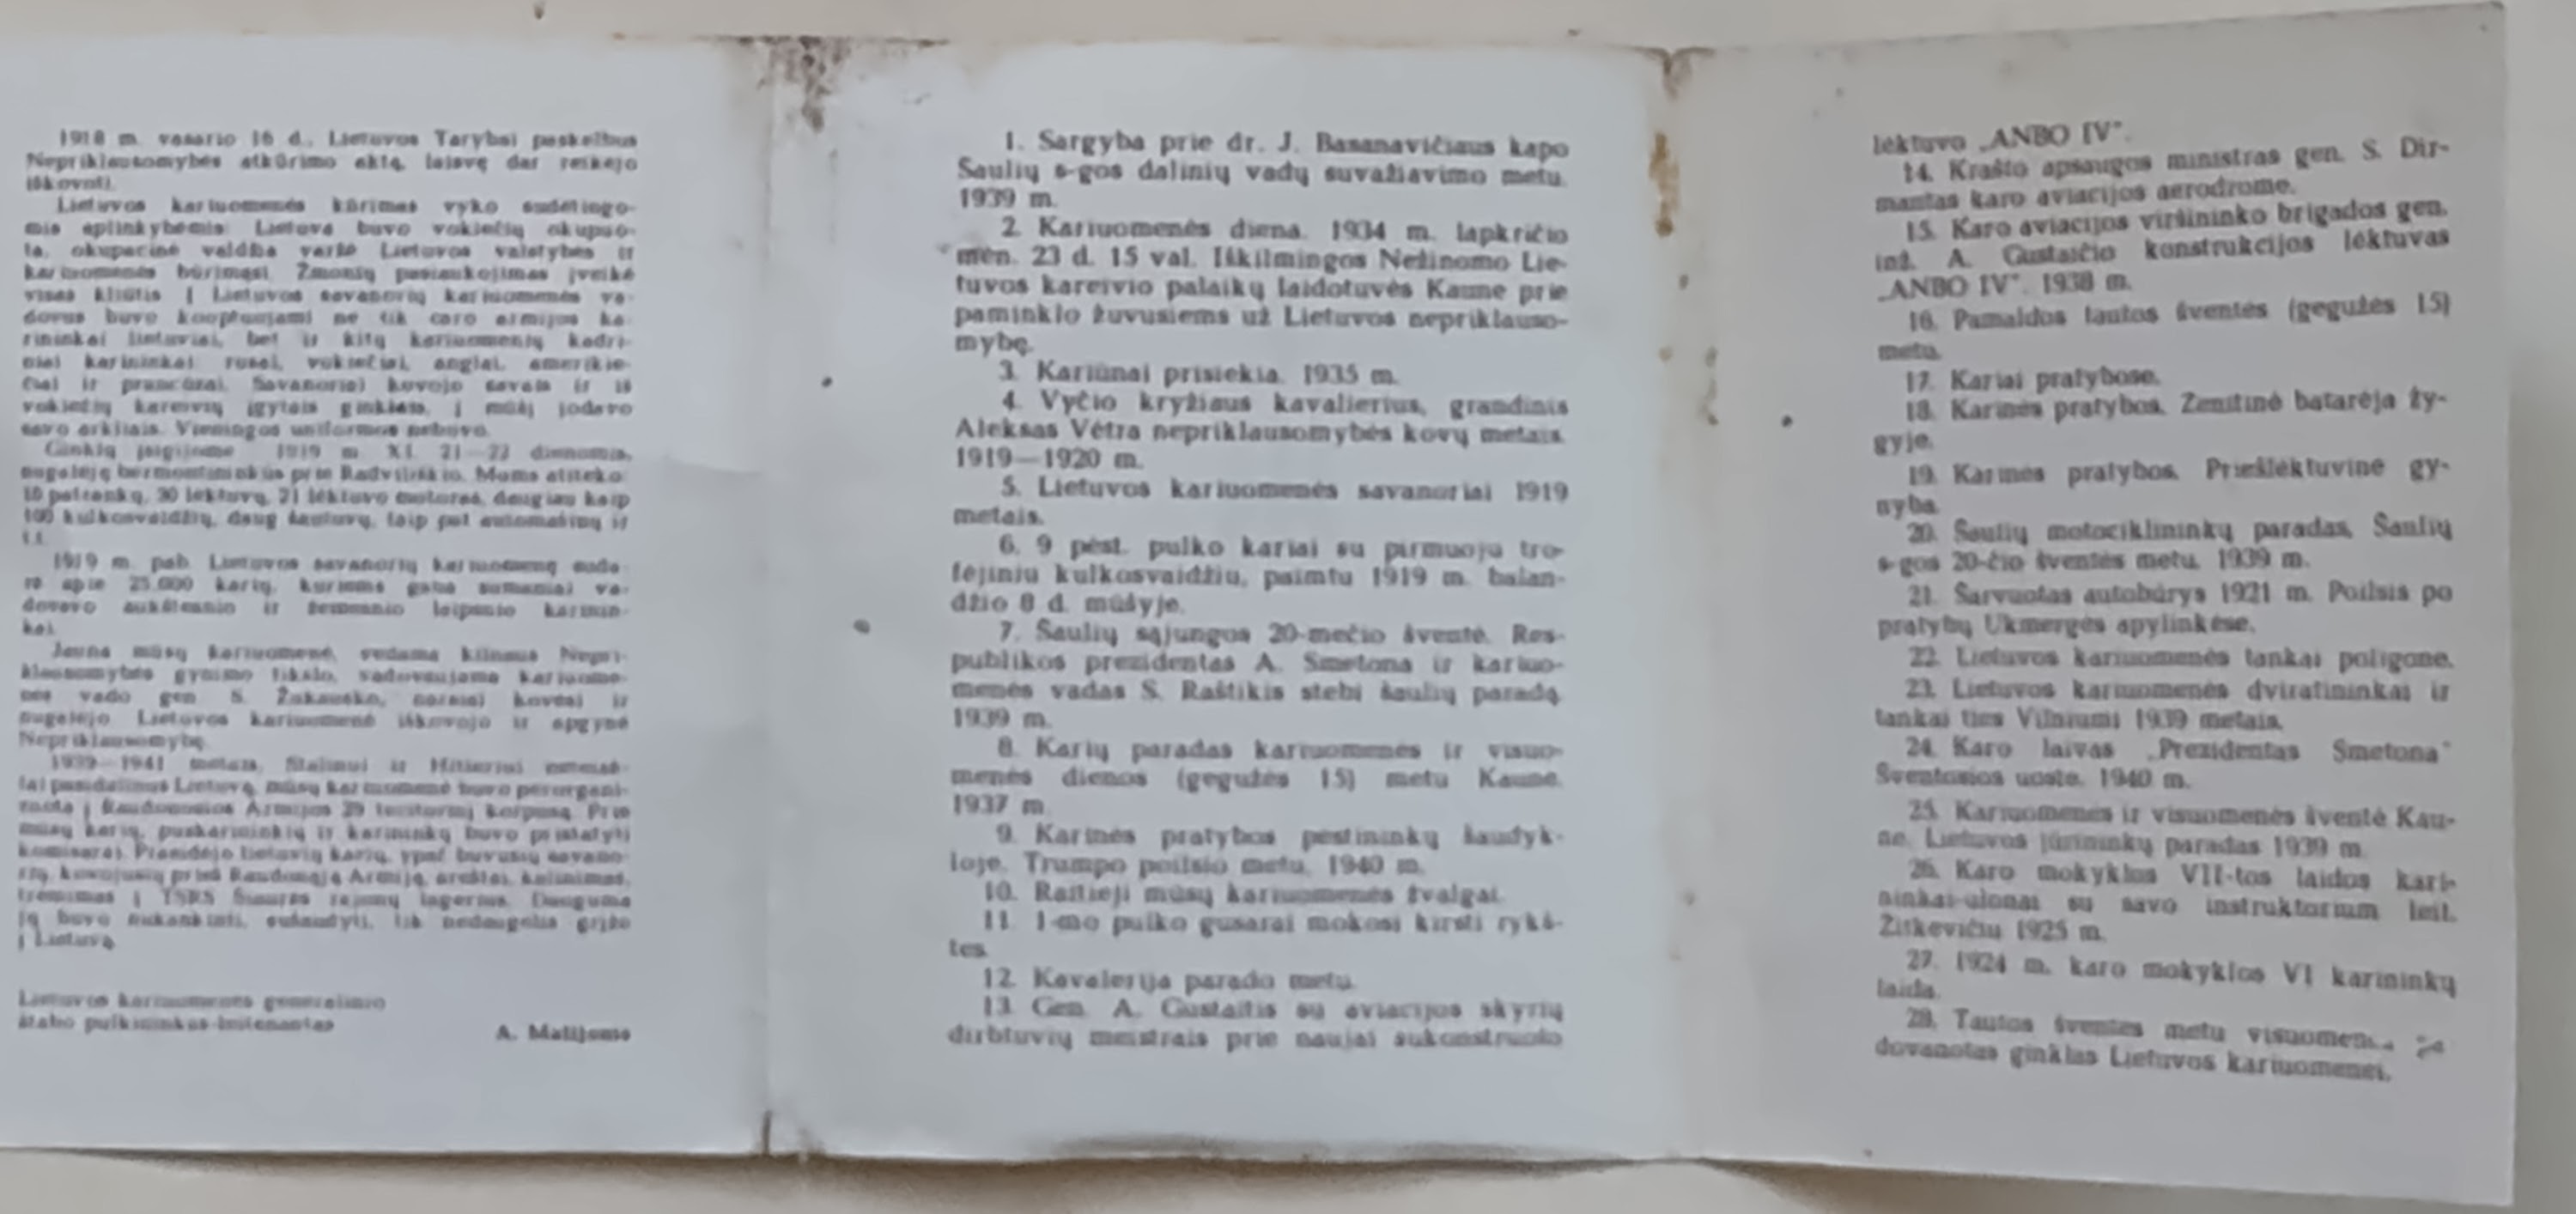 1918 m. vasario 16 d., Lietuvos Tarybai paskelbus
Nepriklausomybės atkūrimo aktą, laisvę dar reikėjo
iškovoti.
Lietuvos kariuomenės kūrimas vyko sudėtingo-
mis aplinkybėmis: Lietuva buvo vokiečių okupuo-
ta, okupacinė valdžia varžė Lietuvos valstybės ir
kariuomenės būrimąsi. Žmonių pasiaukojimas įveikė
visas kliūtis. Į Lietuvos savanorių kariuomenės va-
dovus buvo kooptuojami ne tik caro armijos ka-
rininkai lietuviai, bet ir kitų kariuomenių kadri-
niai karininkai: rusai, vokiečiai, anglai, amerikie-
čiai ir prancūzai. Savanoriai kovojo savais ir iš
vokiečių kareivių įgytais ginklais, į mūšį jodavo
savo arkliais. Vieningos uniformos nebuvo.
Ginklų įsigijome 1919 m. XI. 21—22 dienomis,
nugalėję bermontininkus prie Radviliškio. Mums atiteko:
10 patrankų, 30 lėktuvų, 21 lėktuvo motoras, daugiau kaip
100 kulkosvaidžių, daug šautuvų, taip pat automašinų ir
t.t.
1919 m. pab. Lietuvos savanorių kariuomenę suda-
rė apie 25.000 karių, kuriems gana sumaniai va-
dovavo aukštesnio ir žemesnio laipsnio karinin-
kai.
Jauna mūsų kariuomenė, vedama kilnaus Nepri-
klausomybės gynimo tikslo, vadovaujama kariuome-
nės vado gen. S. Žukausko, narsiai kovėsi ir
nugalėjo. Lietuvos kariuomenė iškovojo ir apgynė
Nepriklausomybę.
1939—1941 metais, Stalinui ir Hitleriui
pasidalinus Lietuvą, mūsų kariuomenė buvo perorgani-
zuota į Raudonosios Armijos 29 teritorinį korpusą. Prie
mūsų karių, puskarininkių ir karininkų buvo pristatyti
komisarai. Prasidėjo lietuvių karių, ypač buvusių savano-
rių, kovojusių prieš Raudonąją Armiją, areštai, kalinimas,
trėmimas į TSRS Šiaurės rajonų lagerius. Dauguma
jų buvo nukankinti, sušaudyti, tik nedaugelis grįžo
į Lietuvą.
Lietuvos kariuomenės generalinio
štabo pulkininkas-leitenantas
A. Matijomo
1. Sargyba prie dr. J. Basanavičiaus kapo
Šaulių s-gos dalinių vadų suvažiavimo metu.
1939 m.
2. Kariuomenės diena. 1934 m. lapkričio
mėn. 23 d. 15 val. Iškilmingos Nežinomo Lie-
tuvos kareivio palaikų laidotuvės Kaune prie
paminklo žuvusiems už Lietuvos nepriklauso-
mybę.
3. Kariūnai prisiekia. 1935 m.
4. Vyčio kryžiaus kavalierius, grandinis
Aleksas Vėtra nepriklausomybės kovų metais.
1919—1920 m.
5. Lietuvos kariuomenės savanoriai 1919
metais.
6. 9 pėst. pulko kariai su pirmuoju tro-
fėjiniu kulkosvaidžiu, paimtu 1919 m. balan-
džio 8 d. mūšyje.
7. Šaulių sąjungos 20-mečio šventė. Res-
publikos prezidentas A. Smetona ir kariuo-
menės vadas S. Raštikis stebi šaulių paradą.
1939 m.
8. Karių paradas kariuomenės ir visuo-
menės dienos (gegužės 15) metu Kaune.
1937 m.
9. Karinės pratybos pėstininkų šaudyk-
loje. Trumpo poilsio metu. 1940 m.
10. Raitieji mūsų kariuomenės žvalgai.
11. 1-mo pulko gusarai mokosi kirsti rykš-
tes.
12. Kavalerija parado metu.
13. Gen. A. Gustaitis su aviacijos skyrių
dirbtuvių meistrais prie naujai sukonstruoto
lėktuvo „ANBO IV".
14. Krašto apsaugos ministras gen. S. Dir-
mantas karo aviacijos aerodrome.
15. Karo aviacijos viršininko brigados gen.
inž. A. Gustaičio konstrukcijos lėktuvas
„ANBO IV". 1938 m.
16. Pamaldos tautos šventės (gegužės 15)
metu.
17. Kariai pratybose.
18. Karinės pratybos. Zenitinė batarėja žy-
gyje.
19. Karinės pratybos. Priešlėktuvinė gy-
nyba.
20. Šaulių motociklininkų paradas, Šaulių
s-gos 20-čio šventės metu. 1939 m.
21. Šarvuotas autobūrys 1921 m. Poilsis po
pratybų Ukmergės apylinkėse.
22. Lietuvos kariuomenės tankai poligone.
23. Lietuvos kariuomenės dviratininkai ir
tankai ties Vilniumi 1939 metais.
24. Karo laivas „Prezidentas Smetona"
Šventosios uoste. 1940 m.
25. Kariuomenės ir visuomenės šventė Kau-
ne. Lietuvos jūrininkų paradas 1939 m.
26. Karo mokyklos VII-tos laidos kari-
ninkai-ulonai su savo instruktorium leit.
Žitkevičiu 1925 m.
27. 1924 m. karo mokyklos VI karininkų
laida.
28. Tautos šventės metu
dovanotas ginklas Lietuvos kariuomenei.